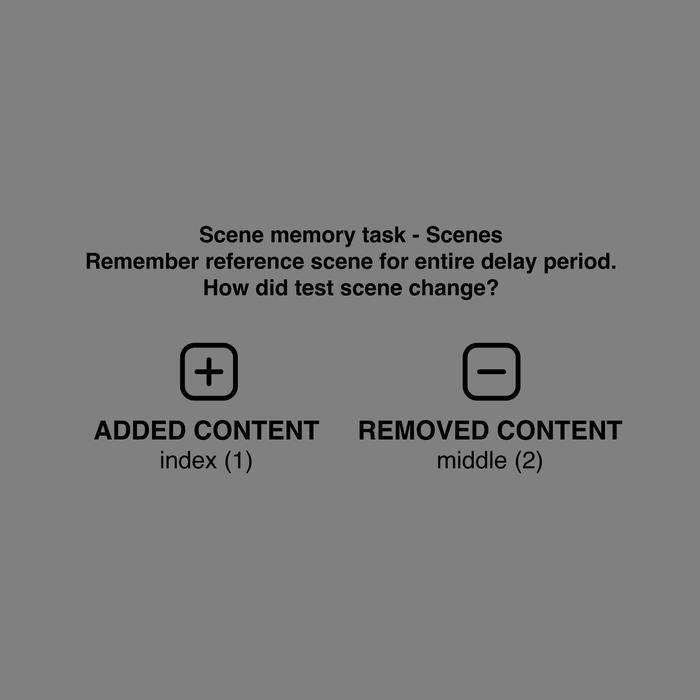 Scene memory task - Scenes
Remember reference scene for entire delay period.
How did test scene change?
ADDED CONTENT
index (1)
REMOVED CONTENT
middle (2)